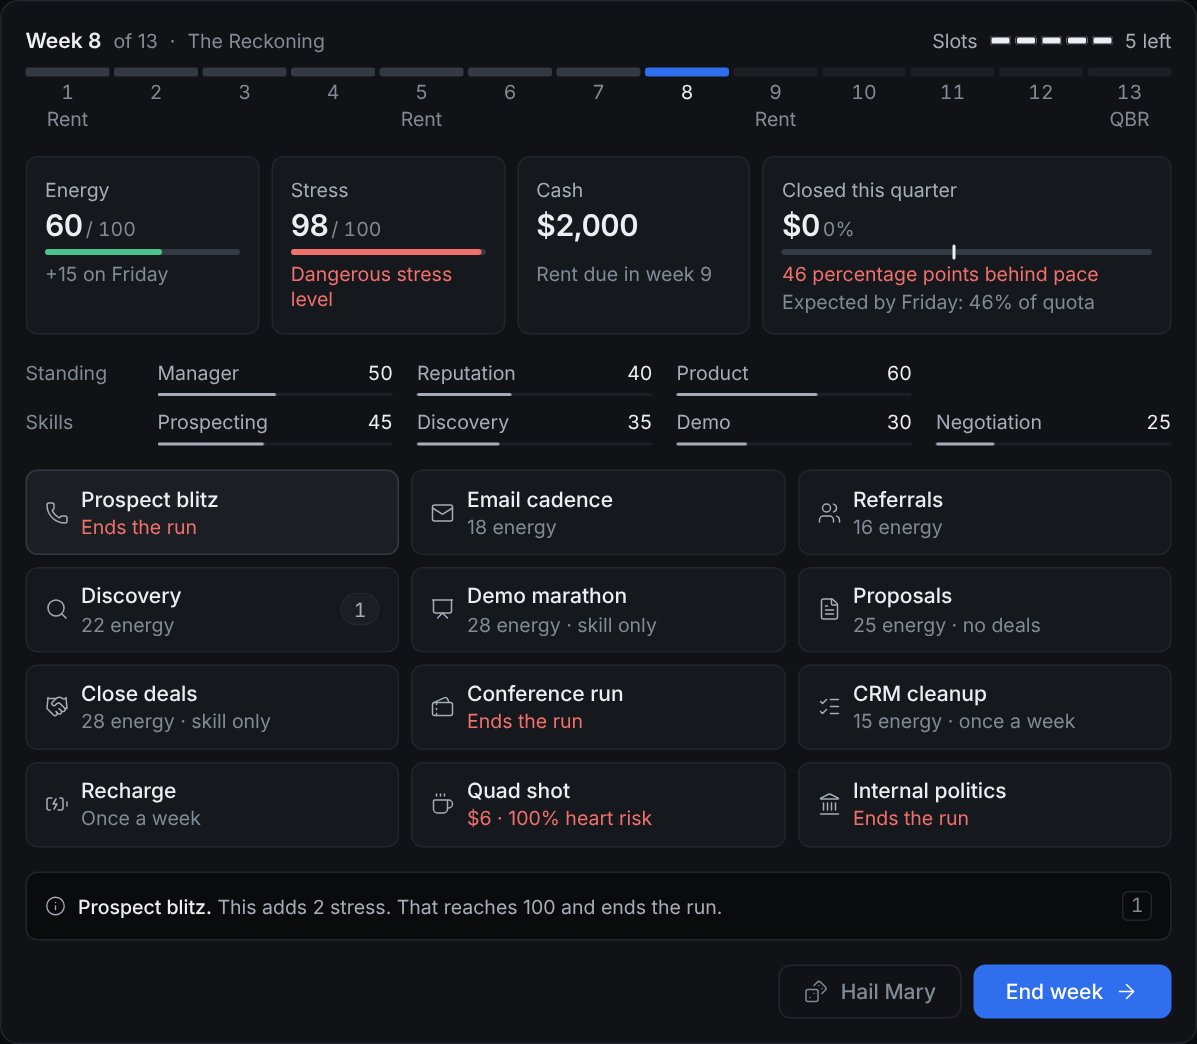 Week 8 of 13 · The Reckoning
Slots 5 left
1 2 3 4 5 6 7 8 9 10 11 12 13
Rent Rent Rent QBR
Energy
60 / 100
+15 on Friday
Stress
98 / 100
Dangerous stress
level
Cash
$2,000
Rent due in week 9
Closed this quarter
$0 0%
46 percentage points behind pace
Expected by Friday: 46% of quota
Standing Manager 50 Reputation 40 Product 60
Skills Prospecting 45 Discovery 35 Demo 30 Negotiation 25
Prospect blitz
Ends the run
Email cadence
18 energy
Referrals
16 energy
Discovery
22 energy
1
Demo marathon
28 energy · skill only
Proposals
25 energy · no deals
Close deals
28 energy · skill only
Conference run
Ends the run
CRM cleanup
15 energy · once a week
Recharge
Once a week
Quad shot
$6 · 100% heart risk
Internal politics
Ends the run
Prospect blitz. This adds 2 stress. That reaches 100 and ends the run. 1
Hail Mary
End week →